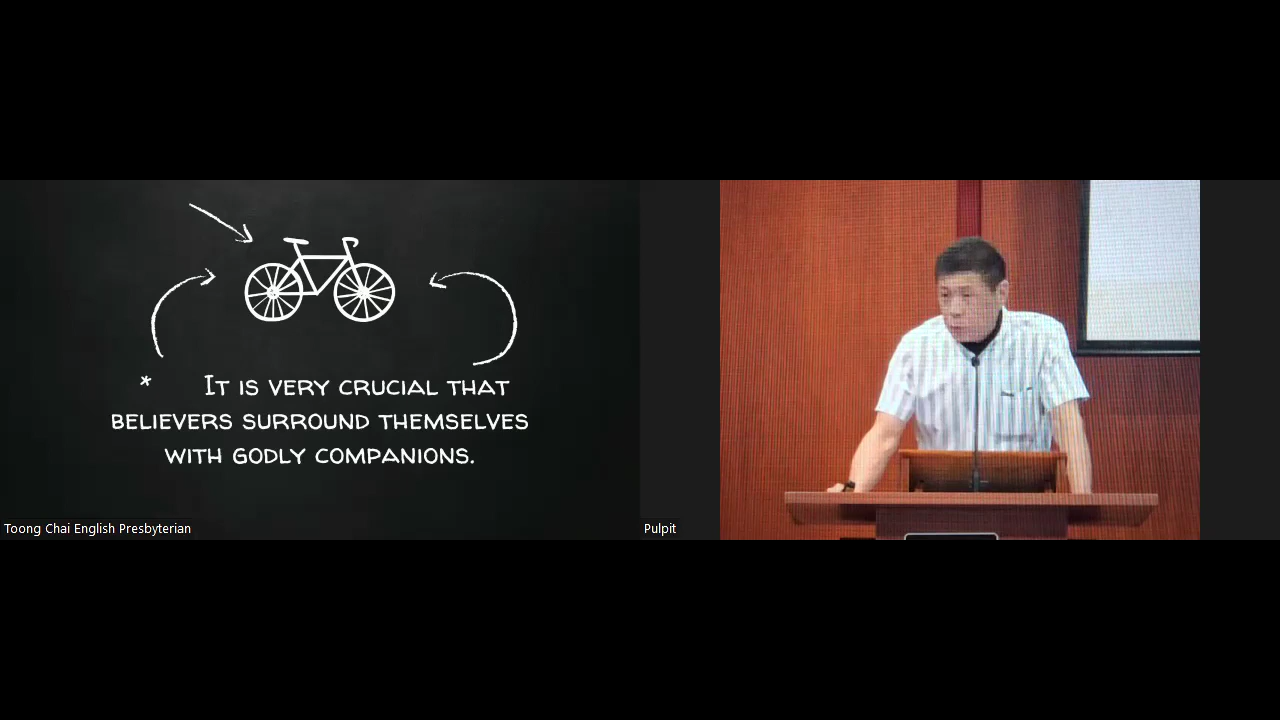 * It is very crucial that
believers surround themselves
with godly companions.
Toong Chai English Presbyterian
Pulpit